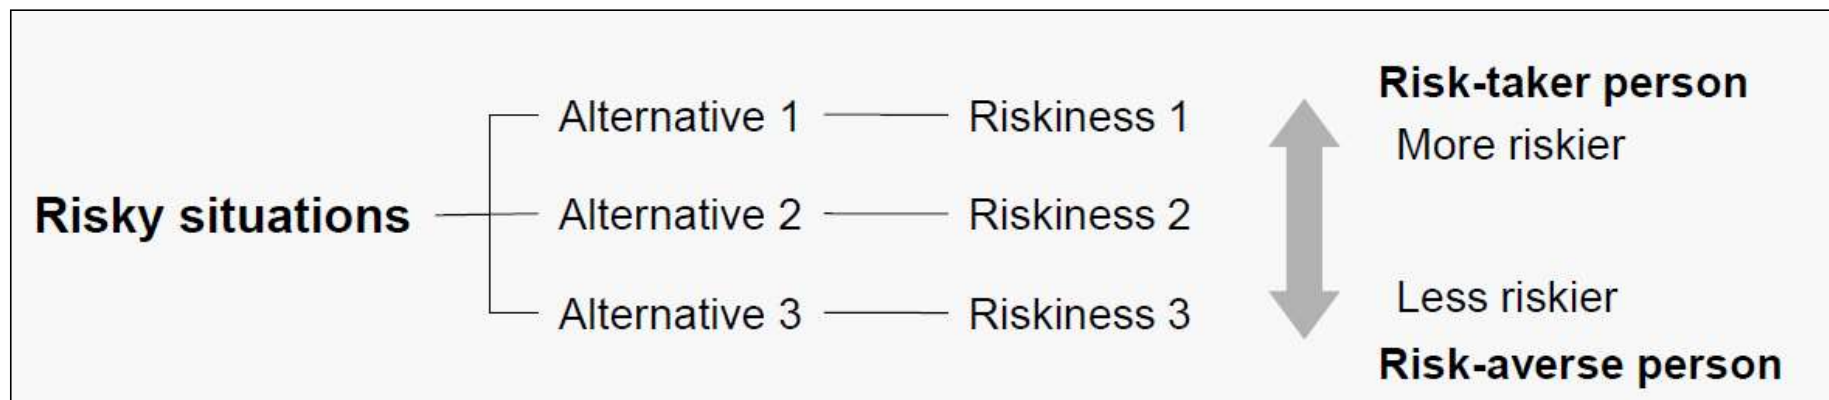 Risky situations
Alternative 1
Riskiness 1
Alternative 2
Riskiness 2
Alternative 3
Riskiness 3
Risk-taker person
More riskier
Less riskier
Risk-averse person